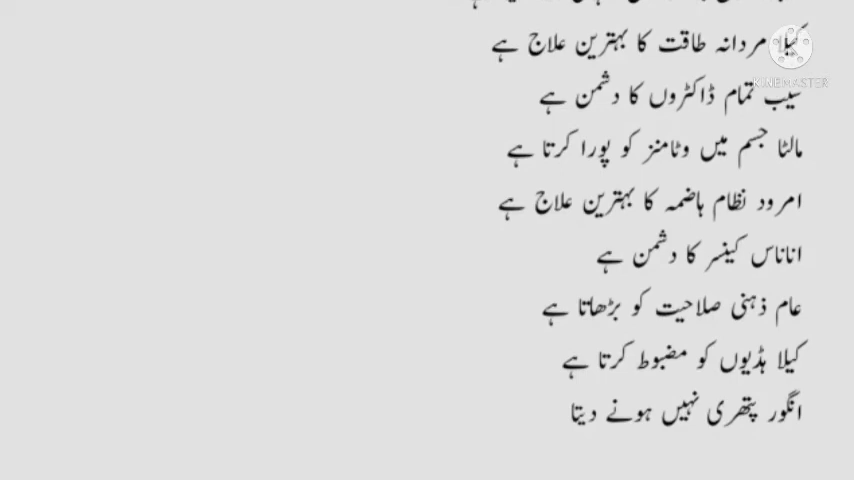 کیلا مردانہ طاقت کا بہترین علاج ہے
KINEMASTER
سیب تمام ڈاکٹروں کا دشمن ہے
مالٹا جسم میں وٹامنز کو پورا کرتا ہے
امرود نظام ہاضمہ کا بہترین علاج ہے
اناناس کینسر کا دشمن ہے
عام ذہنی صلاحیت کو بڑھاتا ہے
کیلا ہڈیوں کو مضبوط کرتا ہے
انگور پتھری نہیں ہونے دیتا